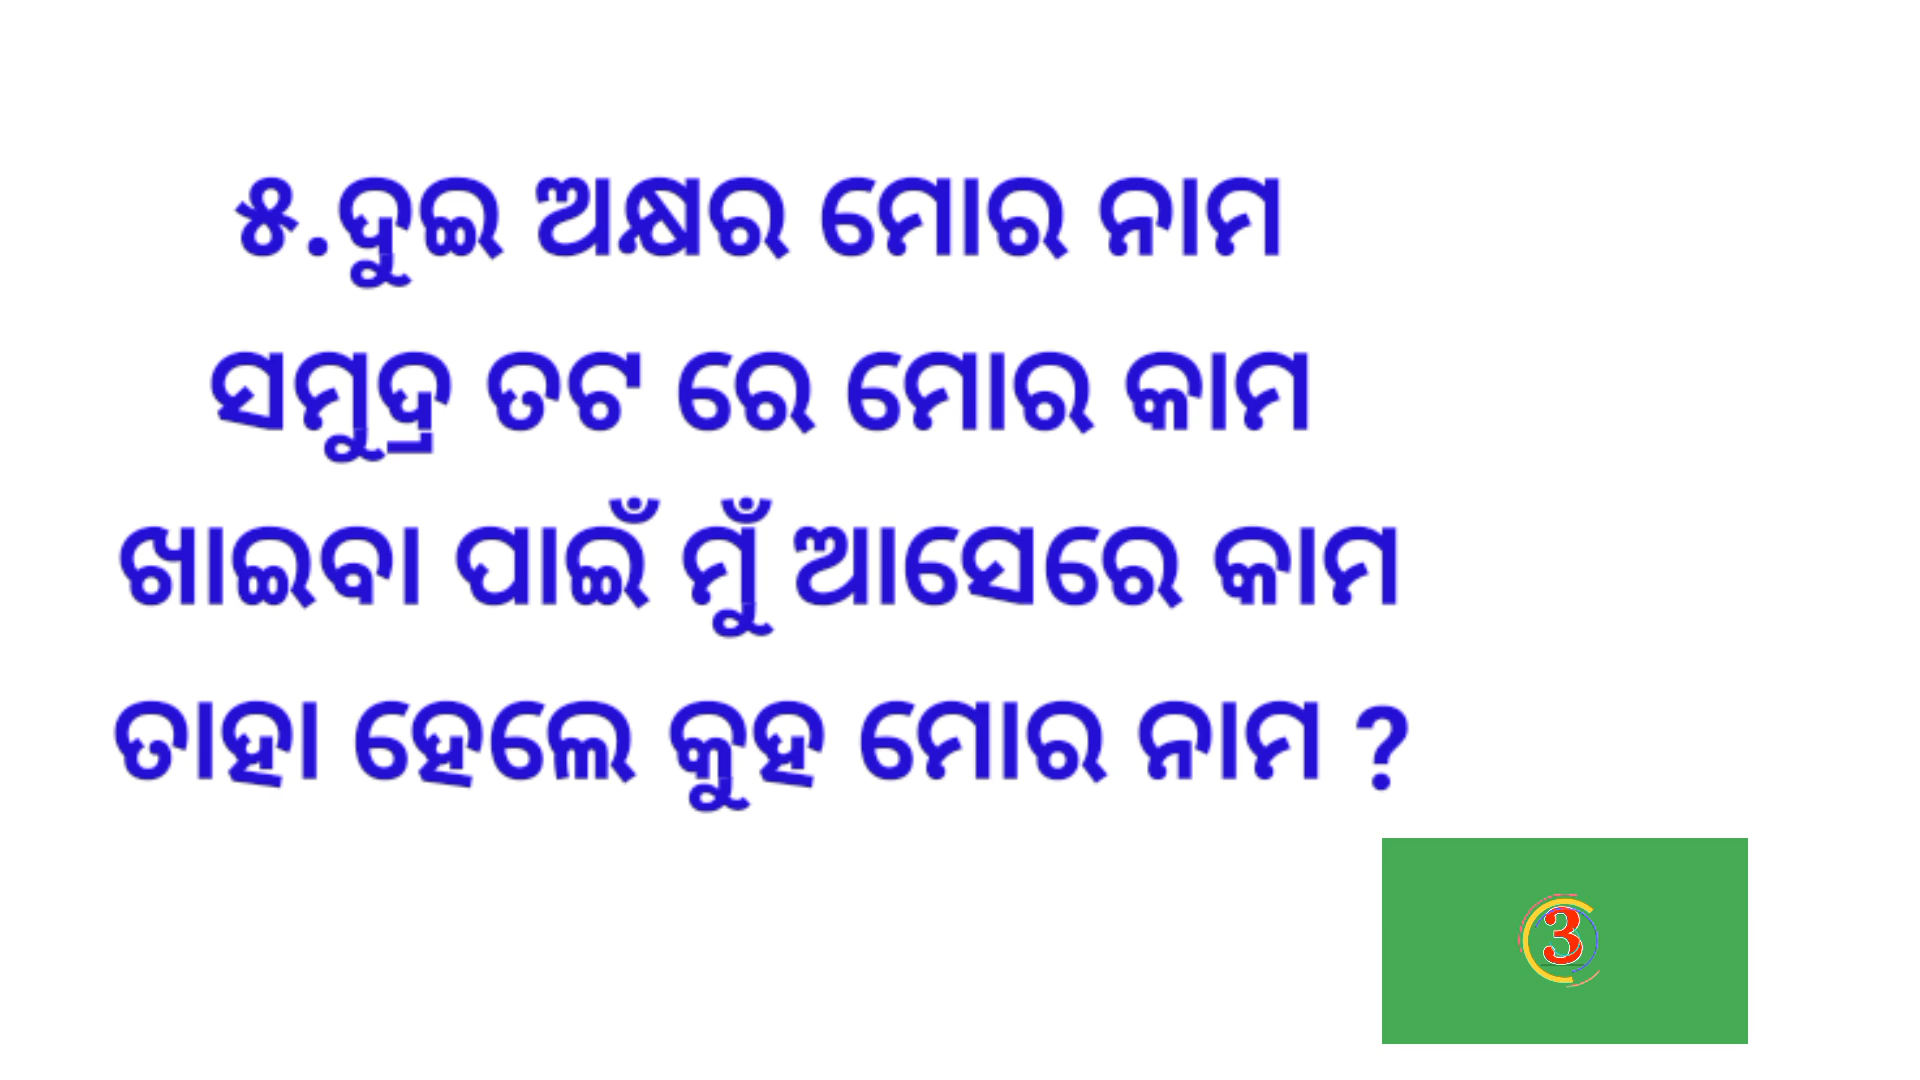 ୫.ଦୁଇ ଅକ୍ଷର ମୋର ନାମ
ସମୁଦ୍ର ତଟ ରେ ମୋର କାମ
ଖାଇବା ପାଇଁ ମୁଁ ଆସେରେ କାମ
ତାହା ହେଲେ କୁହ ମୋର ନାମ ?
3